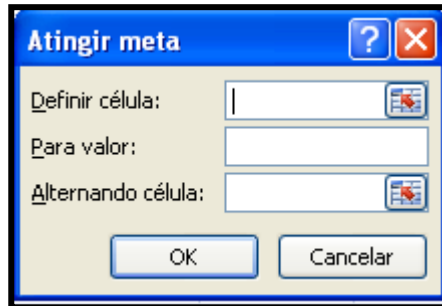 Atingir meta
Definir célula:
Para valor:
Alternando célula:
OK Cancelar